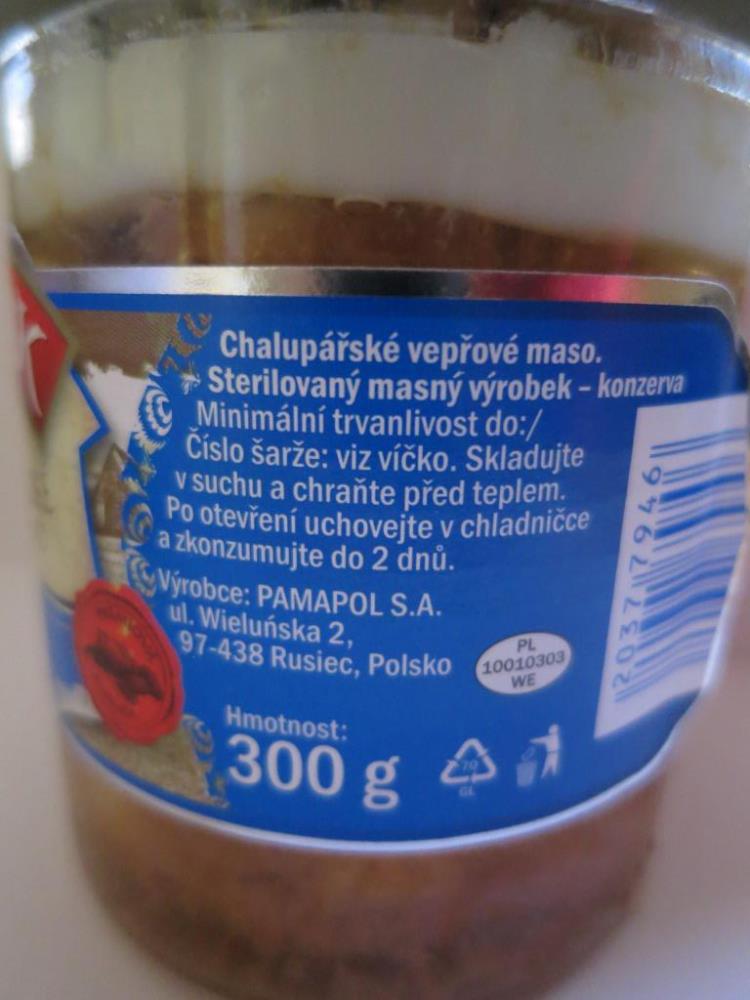 Chalupářské vepřové maso.
Sterilovaný masný výrobek – konzerva
Minimální trvanlivost do:/
Číslo šarže: viz víčko. Skladujte
v suchu a chraňte před teplem.
Po otevření uchovejte v chladničce
a zkonzumujte do 2 dnů.
Výrobce: PAMAPOL S.A.
ul. Wieluńska 2,
97-438 Rusiec, Polsko
PL
10010303
WE
Hmotnost:
300 g
70
GL